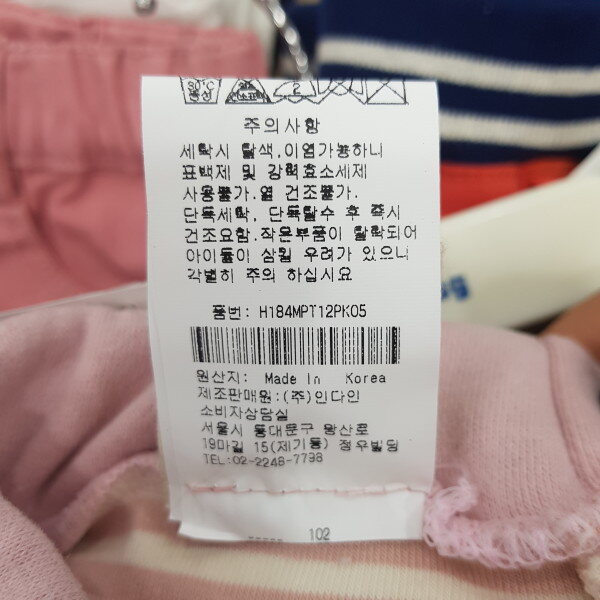 30°C
중성
2
주의사항
세탁시 탈색,이염가능하니
표백제 및 강력효소세제
사용불가.열 건조불가.
단독세탁, 단독탈수 후 즉시
건조요함.작은부품이 탈락되어
아이들이 삼킬 우려가 있으니
각별히 주의 하십시요
품번: H184MPT12PK05
원산지: Made In Korea
제조판매원:(주)인다인
소비자상담실
서울시 동대문구 왕산로
19마길 15(제기동) 정우빌딩
TEL:02-2248-7798
102